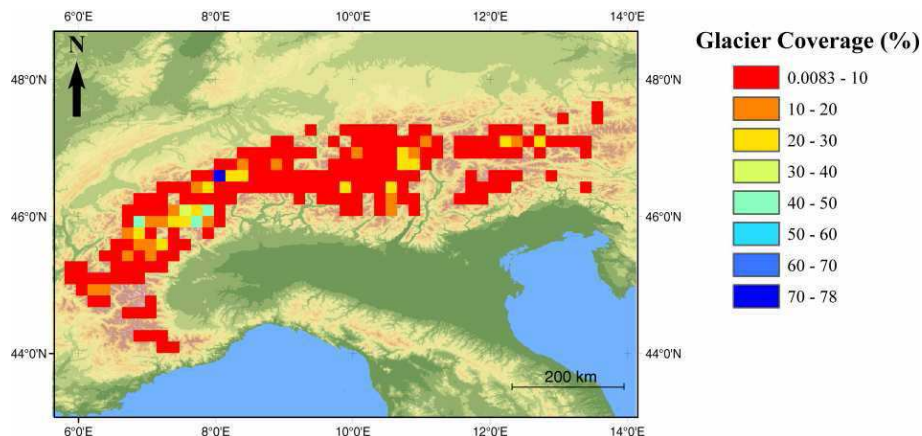 6°0'E 8°0'E 10°0'E 12°0'E 14°0'E
N
48°0'N 48°0'N
46°0'N 46°0'N
44°0'N 44°0'N
200 km
6°0'E 8°0'E 10°0'E 12°0'E 14°0'E
Glacier Coverage (%)
0.0083 - 10
10 - 20
20 - 30
30 - 40
40 - 50
50 - 60
60 - 70
70 - 78